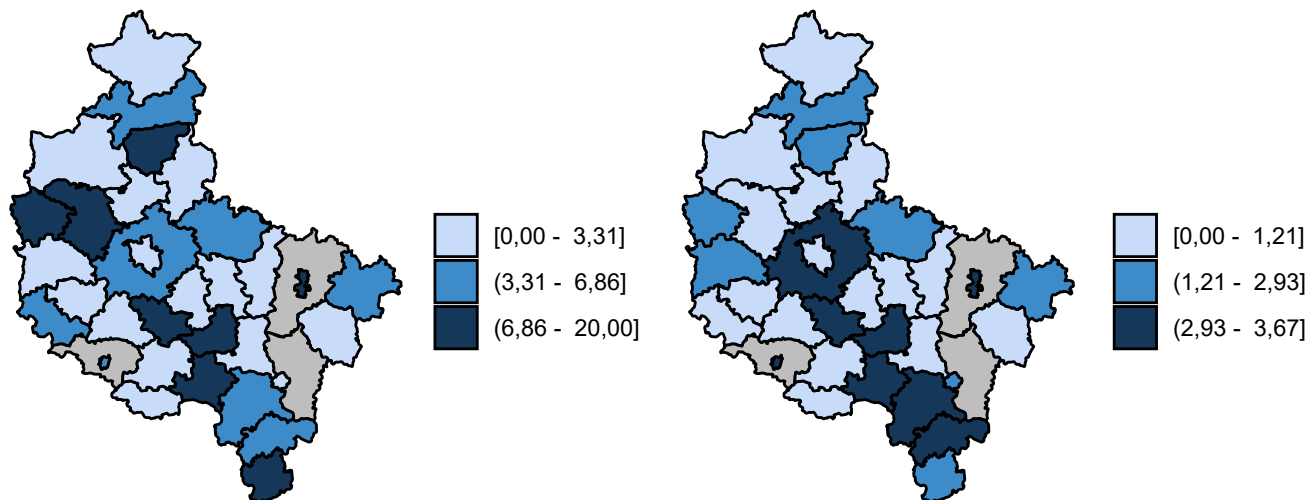 [0,00 - 3,31]
(3,31 - 6,86]
(6,86 - 20,00]
[0,00 - 1,21]
(1,21 - 2,93]
(2,93 - 3,67]